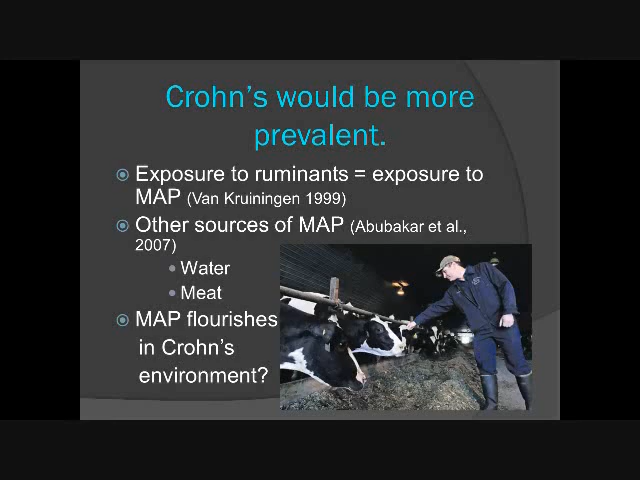 Crohn's would be more
prevalent.
Exposure to ruminants = exposure to
MAP (Van Kruiningen 1999)
Other sources of MAP (Abubakar et al.,
2007)
Water
Meat
MAP flourishes
in Crohn's
environment?